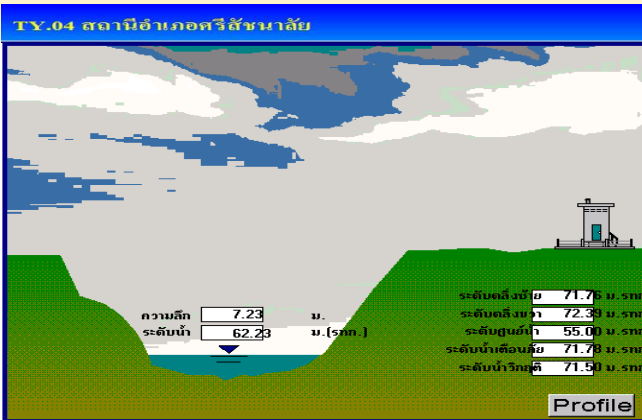 TY.04 สถานีอำเภอศรีสัชนาลัย
ความลึก 7.23 ม.
ระดับน้ำ 62.23 ม.(รทก.)
ระดับตลิ่งซ้าย 71.76 ม.รทก
ระดับตลิ่งขวา 72.39 ม.รทก
ระดับศูนย์น้ำ 55.00 ม.รทก
ระดับน้ำเตือนภัย 71.78 ม.รทก
ระดับน้ำวิกฤติ 71.50 ม.รทก
Profile